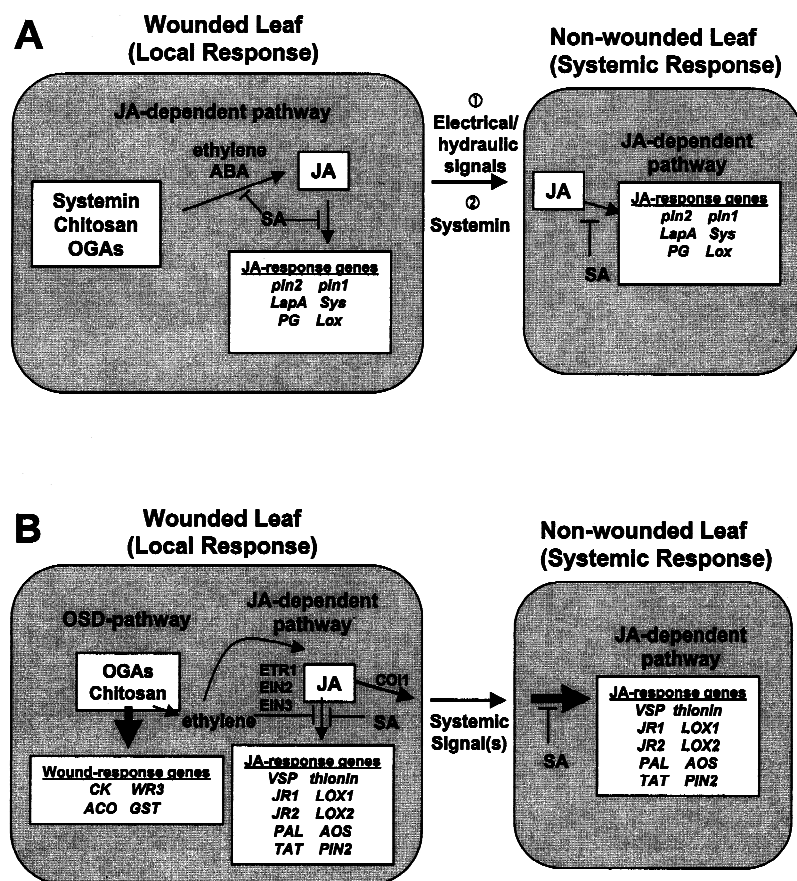 A
Wounded Leaf
(Local Response)
JA-dependent pathway
ethylene
ABA
JA
Systemin
Chitosan
OGAs
SA
JA-response genes
pin2 pin1
LapA Sys
PG Lox
①
Electrical/
hydraulic
signals
②
Systemin
Non-wounded Leaf
(Systemic Response)
JA-dependent
pathway
JA
JA-response genes
pin2 pin1
LapA Sys
PG Lox
SA
B
Wounded Leaf
(Local Response)
OSD-pathway
JA-dependent
pathway
OGAs
Chitosan
ETR1
EIN2
EIN3
JA
COI1
ethylene
SA
Wound-response genes
CK WR3
ACO GST
JA-response genes
VSP thionin
JR1 LOX1
JR2 LOX2
PAL AOS
TAT PIN2
Systemic
Signal(s)
Non-wounded Leaf
(Systemic Response)
JA-dependent
pathway
JA-response genes
VSP thionin
JR1 LOX1
JR2 LOX2
PAL AOS
TAT PIN2
SA